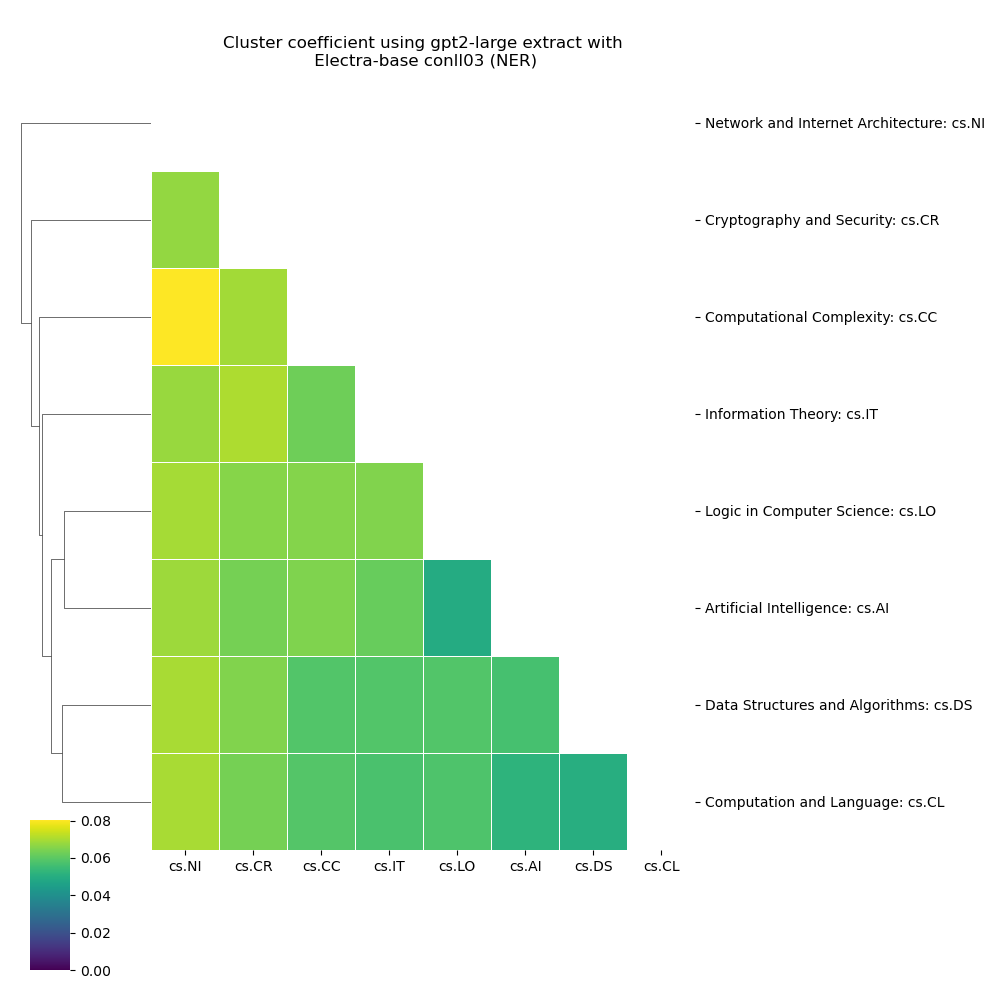 Cluster coefficient using gpt2-large extract with
Electra-base conll03 (NER)
Network and Internet Architecture: cs.NI
Cryptography and Security: cs.CR
Computational Complexity: cs.CC
Information Theory: cs.IT
Logic in Computer Science: cs.LO
Artificial Intelligence: cs.AI
Data Structures and Algorithms: cs.DS
Computation and Language: cs.CL
cs.NI cs.CR cs.CC cs.IT cs.LO cs.AI cs.DS cs.CL
0.08
0.06
0.04
0.02
0.00